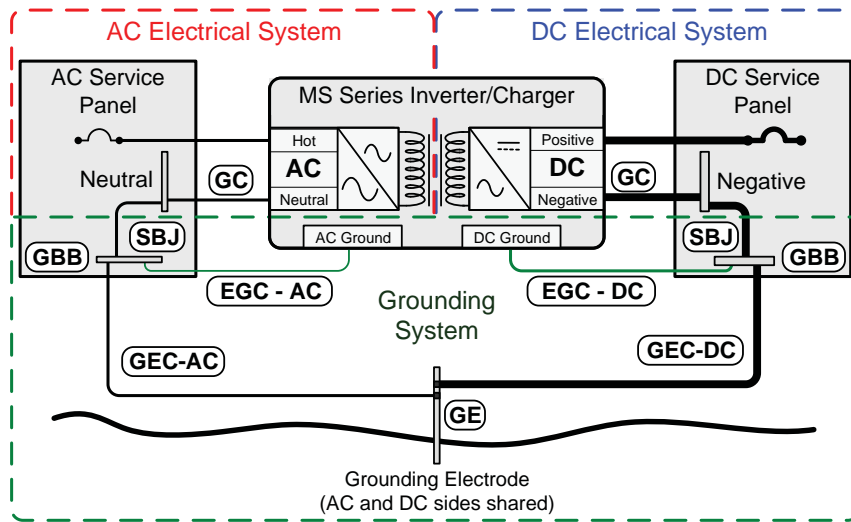 AC Electrical System
DC Electrical System
AC Service
Panel
MS Series Inverter/Charger
DC Service
Panel
Hot
AC
Neutral
Positive
DC
Negative
Neutral
GC
GC
Negative
SBJ
GBB
AC Ground
DC Ground
SBJ
GBB
EGC - AC
EGC - DC
Grounding
System
GEC-AC
GEC-DC
GE
Grounding Electrode
(AC and DC sides shared)